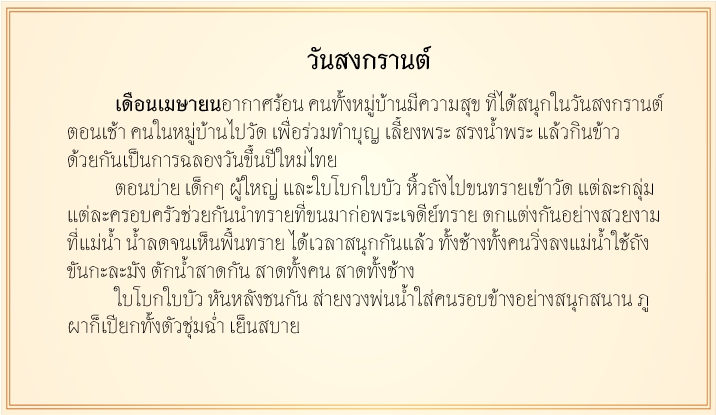 วันสงกรานต์
เดือนเมษายนอากาศร้อน คนทั้งหมู่บ้านมีความสุข ที่ได้สนุกในวันสงกรานต์
ตอนเช้า คนในหมู่บ้านไปวัด เพื่อร่วมทำบุญ เลี้ยงพระ สรงน้ำพระ แล้วกินข้าว
ด้วยกันเป็นการฉลองวันขึ้นปีใหม่ไทย
ตอนบ่าย เด็กๆ ผู้ใหญ่ และใบโบกใบบัว หิ้วถังไปขนทรายเข้าวัด แต่ละกลุ่ม
แต่ละครอบครัวช่วยกันนำทรายที่ขนมาก่อพระเจดีย์ทราย ตกแต่งกันอย่างสวยงาม
ที่แม่น้ำ น้ำลดจนเห็นพื้นทราย ได้เวลาสนุกกันแล้ว ทั้งช้างทั้งคนวิ่งลงแม่น้ำใช้ถัง
ขันกะละมัง ตักน้ำสาดกัน สาดทั้งคน สาดทั้งช้าง
ใบโบกใบบัว หันหลังชนกัน ส่ายงวงพ่นน้ำใส่คนรอบข้างอย่างสนุกสนาน ภู
ผาก็เปียกทั้งตัวชุ่มฉ่ำ เย็นสบาย